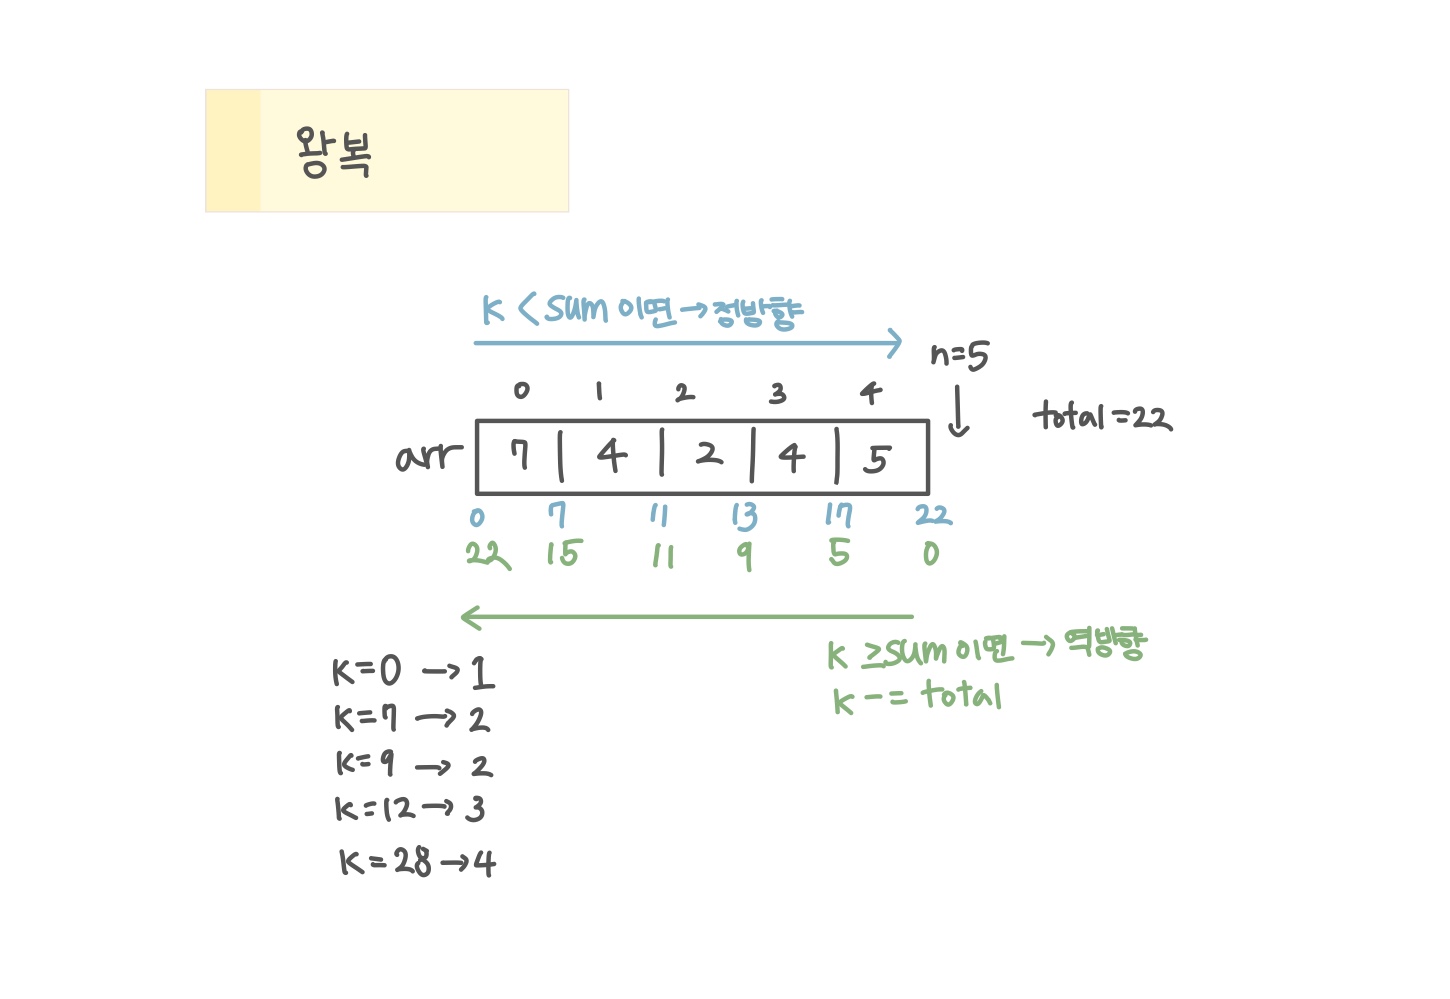 왕복
K < sum 이면 → 정방향
n=5
0 1 2 3 4
total = 22
arr 7 | 4 | 2 | 4 | 5
0 7 11 13 17 22
22 15 11 9 5 0
K ≥ sum 이면 → 역방향
K -= total
K=0 → 1
K=7 → 2
K=9 → 2
K=12 → 3
K=28 → 4